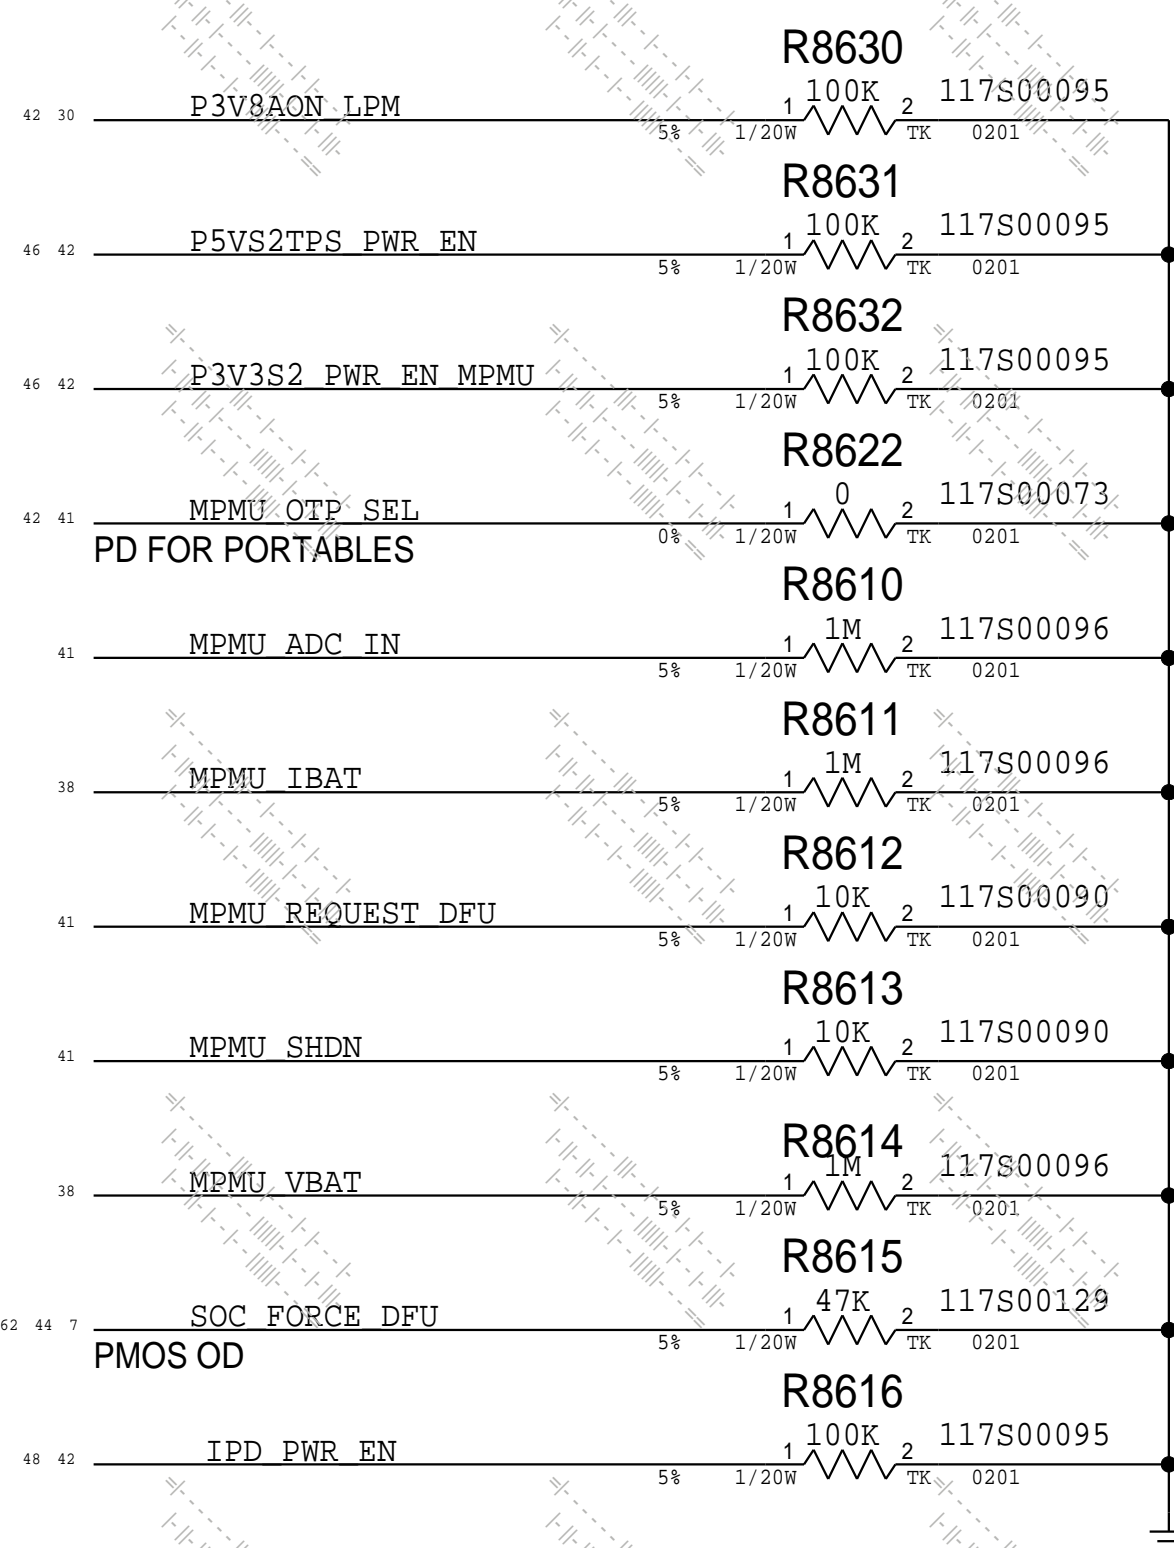 R8630
42 30 P3V8AON_LPM 1 100K 2 117S00095
5% 1/20W TK 0201
R8631
46 42 P5VS2TPS_PWR_EN 1 100K 2 117S00095
5% 1/20W TK 0201
R8632
46 42 P3V3S2_PWR_EN_MPMU 1 100K 2 117S00095
5% 1/20W TK 0201
R8622
42 41 MPMU_OTP_SEL 1 0 2 117S00073
0% 1/20W TK 0201
PD FOR PORTABLES
R8610
41 MPMU_ADC_IN 1 1M 2 117S00096
5% 1/20W TK 0201
R8611
38 MPMU_IBAT 1 1M 2 117S00096
5% 1/20W TK 0201
R8612
41 MPMU_REQUEST_DFU 1 10K 2 117S00090
5% 1/20W TK 0201
R8613
41 MPMU_SHDN 1 10K 2 117S00090
5% 1/20W TK 0201
R8614
38 MPMU_VBAT 1 1M 2 117S00096
5% 1/20W TK 0201
R8615
62 44 7 SOC_FORCE_DFU 1 47K 2 117S00129
5% 1/20W TK 0201
PMOS OD
R8616
48 42 IPD_PWR_EN 1 100K 2 117S00095
5% 1/20W TK 0201